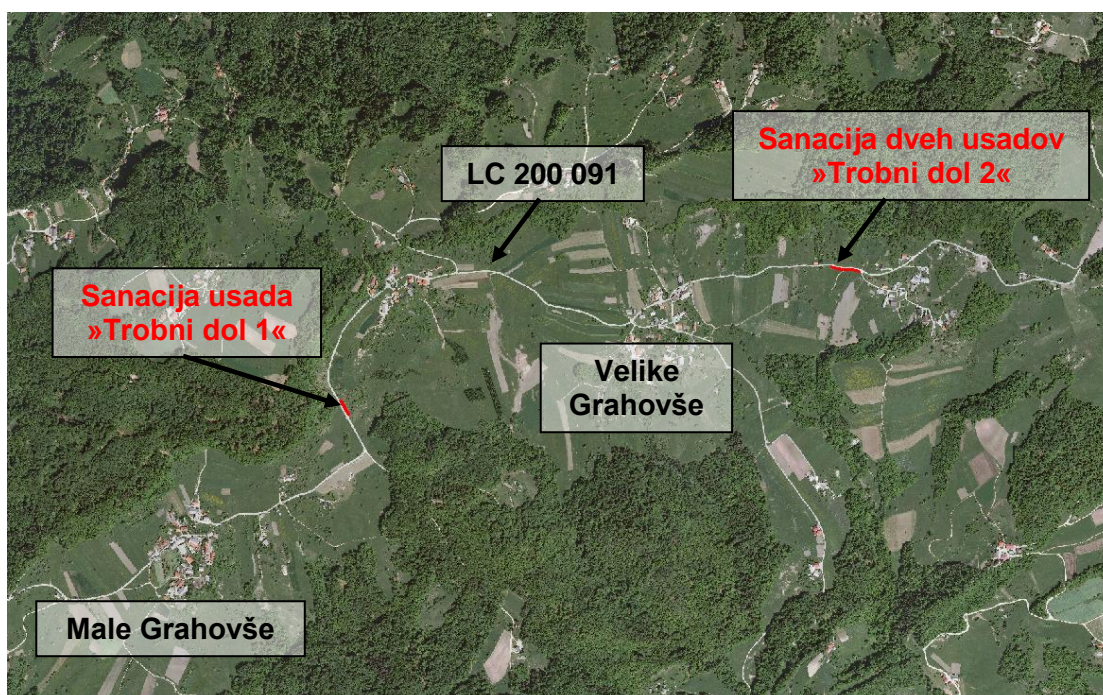 Sanacija dveh usadov
»Trobni dol 2«
LC 200 091
Sanacija usada
»Trobni dol 1«
Velike
Grahovše
Male Grahovše